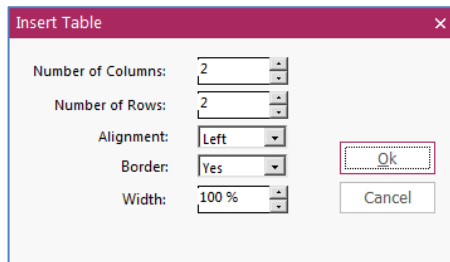 Insert Table
Number of Columns: 2
Number of Rows: 2
Alignment: Left
Border: Yes
Width: 100 %
Ok
Cancel